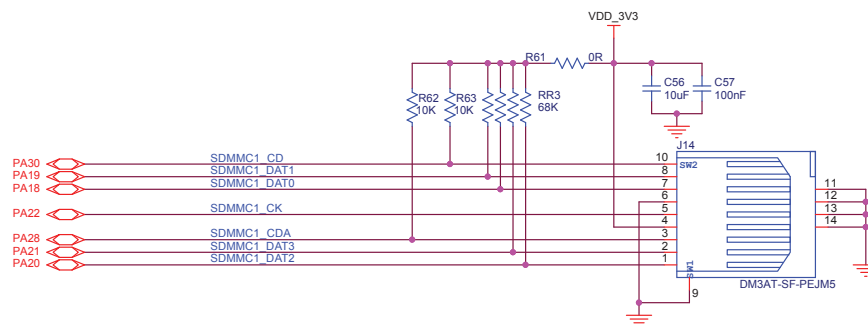 VDD_3V3
R61 0R
R62 10K
R63 10K
RR3 68K
C56 10uF
C57 100nF
J14
PA30 SDMMC1_CD 10 SW2
PA19 SDMMC1_DAT1 8
PA18 SDMMC1_DAT0 7
6
PA22 SDMMC1_CK 5
4
PA28 SDMMC1_CDA 3
PA21 SDMMC1_DAT3 2
PA20 SDMMC1_DAT2 1
11
12
13
14
SW1
9
DM3AT-SF-PEJM5